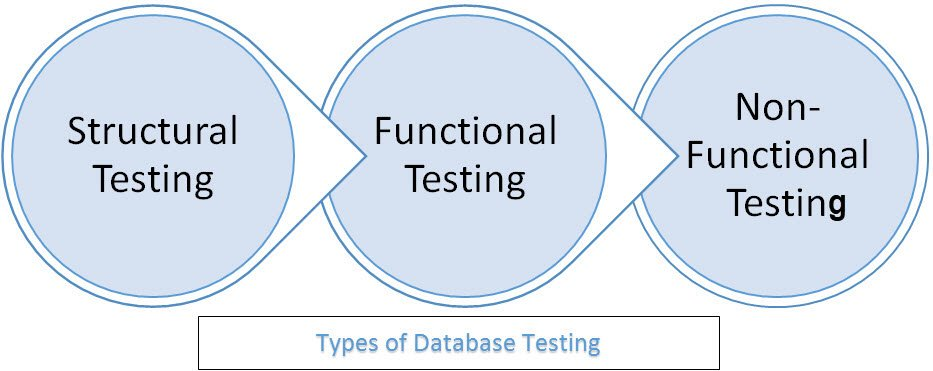 Structural
Testing
Functional
Testing
Non-
Functional
Testing
Types of Database Testing